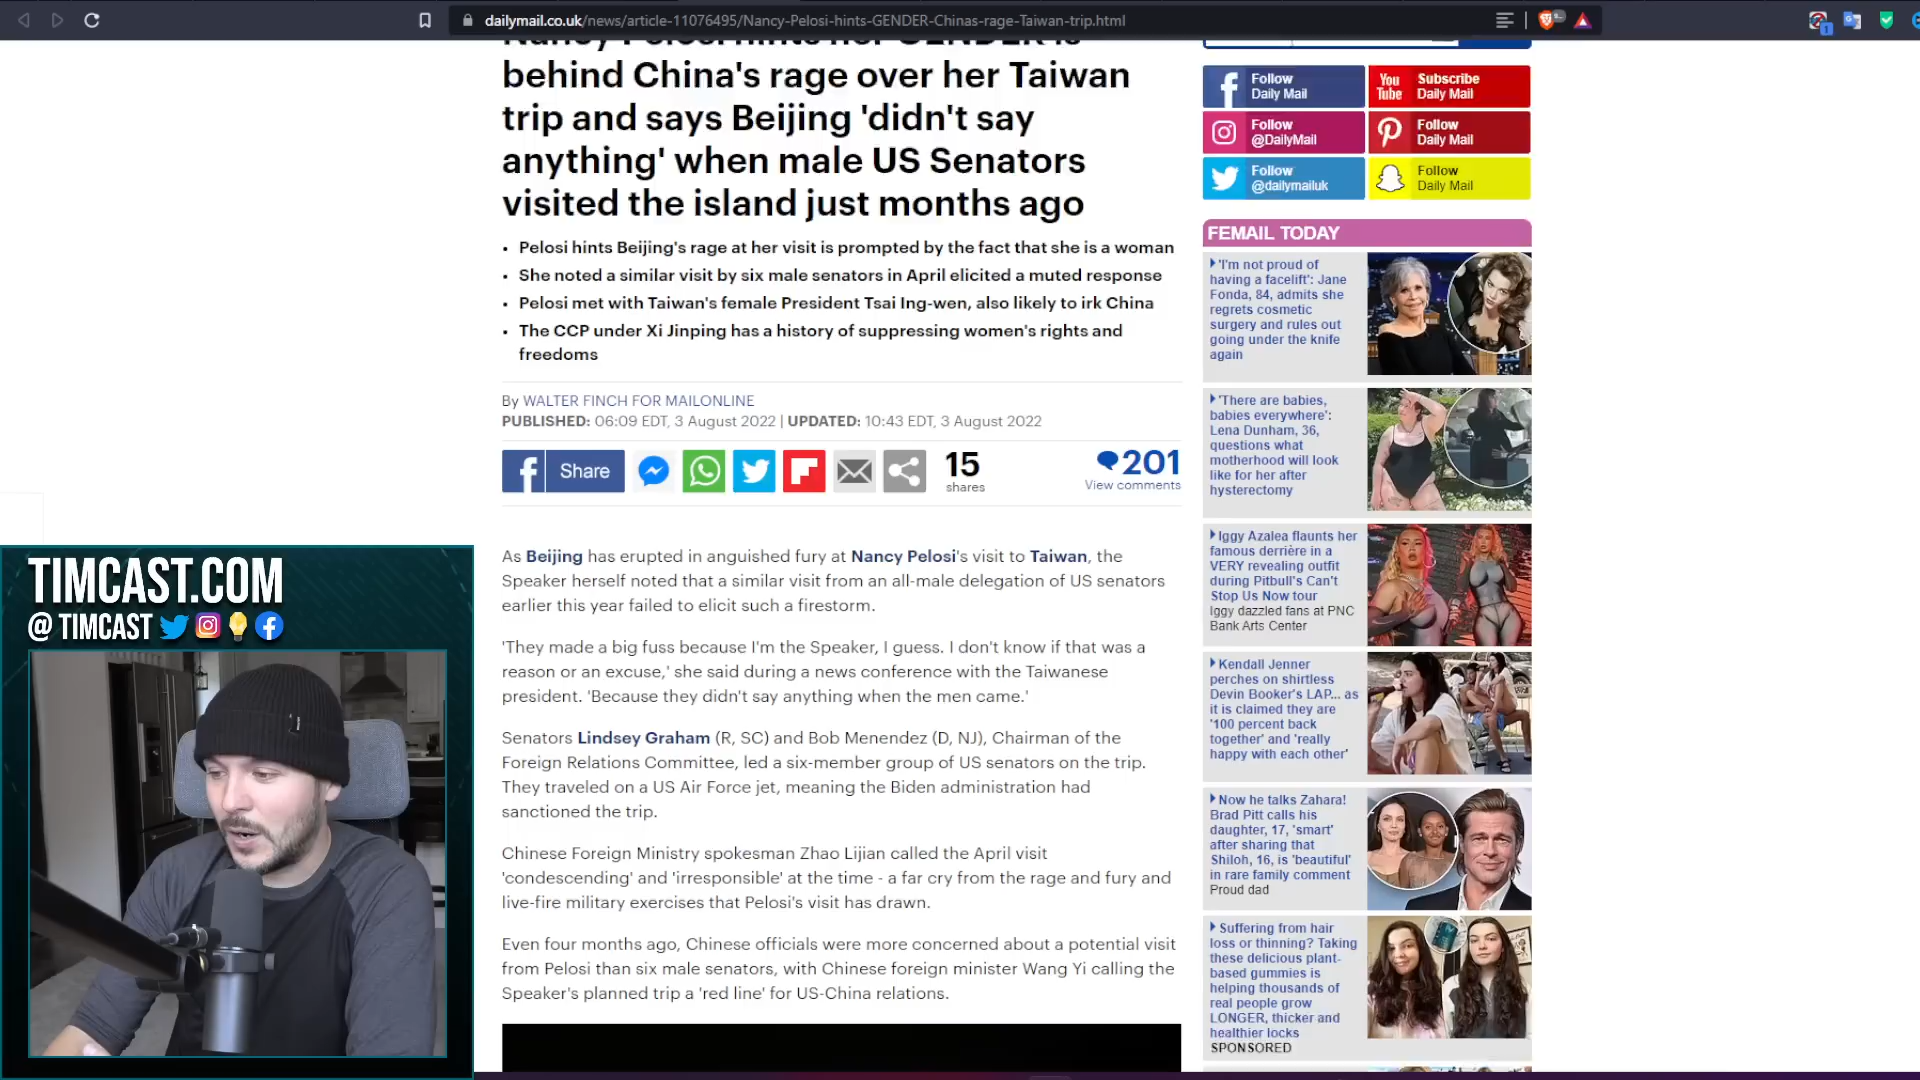 dailymail.co.uk/news/article-11076495/Nancy-Pelosi-hints-GENDER-Chinas-rage-Taiwan-trip.html
Nancy Pelosi hints her GENDER is
behind China's rage over her Taiwan
trip and says Beijing 'didn't say
anything' when male US Senators
visited the island just months ago
• Pelosi hints Beijing's rage at her visit is prompted by the fact that she is a woman
• She noted a similar visit by six male senators in April elicited a muted response
• Pelosi met with Taiwan's female President Tsai Ing-wen, also likely to irk China
• The CCP under Xi Jinping has a history of suppressing women's rights and
freedoms
By WALTER FINCH FOR MAILONLINE
PUBLISHED: 06:09 EDT, 3 August 2022 | UPDATED: 10:43 EDT, 3 August 2022
Share
15
shares
201
View comments
As Beijing has erupted in anguished fury at Nancy Pelosi's visit to Taiwan, the
Speaker herself noted that a similar visit from an all-male delegation of US senators
earlier this year failed to elicit such a firestorm.
'They made a big fuss because I'm the Speaker, I guess. I don't know if that was a
reason or an excuse,' she said during a news conference with the Taiwanese
president. 'Because they didn't say anything when the men came.'
Senators Lindsey Graham (R, SC) and Bob Menendez (D, NJ), Chairman of the
Foreign Relations Committee, led a six-member group of US senators on the trip.
They traveled on a US Air Force jet, meaning the Biden administration had
sanctioned the trip.
Chinese Foreign Ministry spokesman Zhao Lijian called the April visit
'condescending' and 'irresponsible' at the time - a far cry from the rage and fury and
live-fire military exercises that Pelosi's visit has drawn.
Even four months ago, Chinese officials were more concerned about a potential visit
from Pelosi than six male senators, with Chinese foreign minister Wang Yi calling the
Speaker's planned trip a 'red line' for US-China relations.
Follow
Daily Mail
You
Tube
Subscribe
Daily Mail
Follow
@DailyMail
Follow
Daily Mail
Follow
@dailymailuk
Follow
Daily Mail
FEMAIL TODAY
'I'm not proud of
having a facelift': Jane
Fonda, 84, admits she
regrets cosmetic
surgery and rules out
going under the knife
again
'There are babies,
babies everywhere':
Lena Dunham, 36,
questions what
motherhood will look
like for her after
hysterectomy
Iggy Azalea flaunts her
famous derrière in a
VERY revealing outfit
during Pitbull's Can't
Stop Us Now tour
Iggy dazzled fans at PNC
Bank Arts Center
Kendall Jenner
perches on shirtless
Devin Booker's LAP... as
it is claimed they are
'100 percent back
together' and 'really
happy with each other'
Now he talks Zahara!
Brad Pitt calls his
daughter, 17, 'smart'
after sharing that
Shiloh, 16, is 'beautiful'
in rare family comment
Proud dad
Suffering from hair
loss or thinning? Taking
these delicious plant-
based gummies is
helping thousands of
real people grow
LONGER, thicker and
healthier locks
SPONSORED
TIMCAST.COM
@ TIMCAST